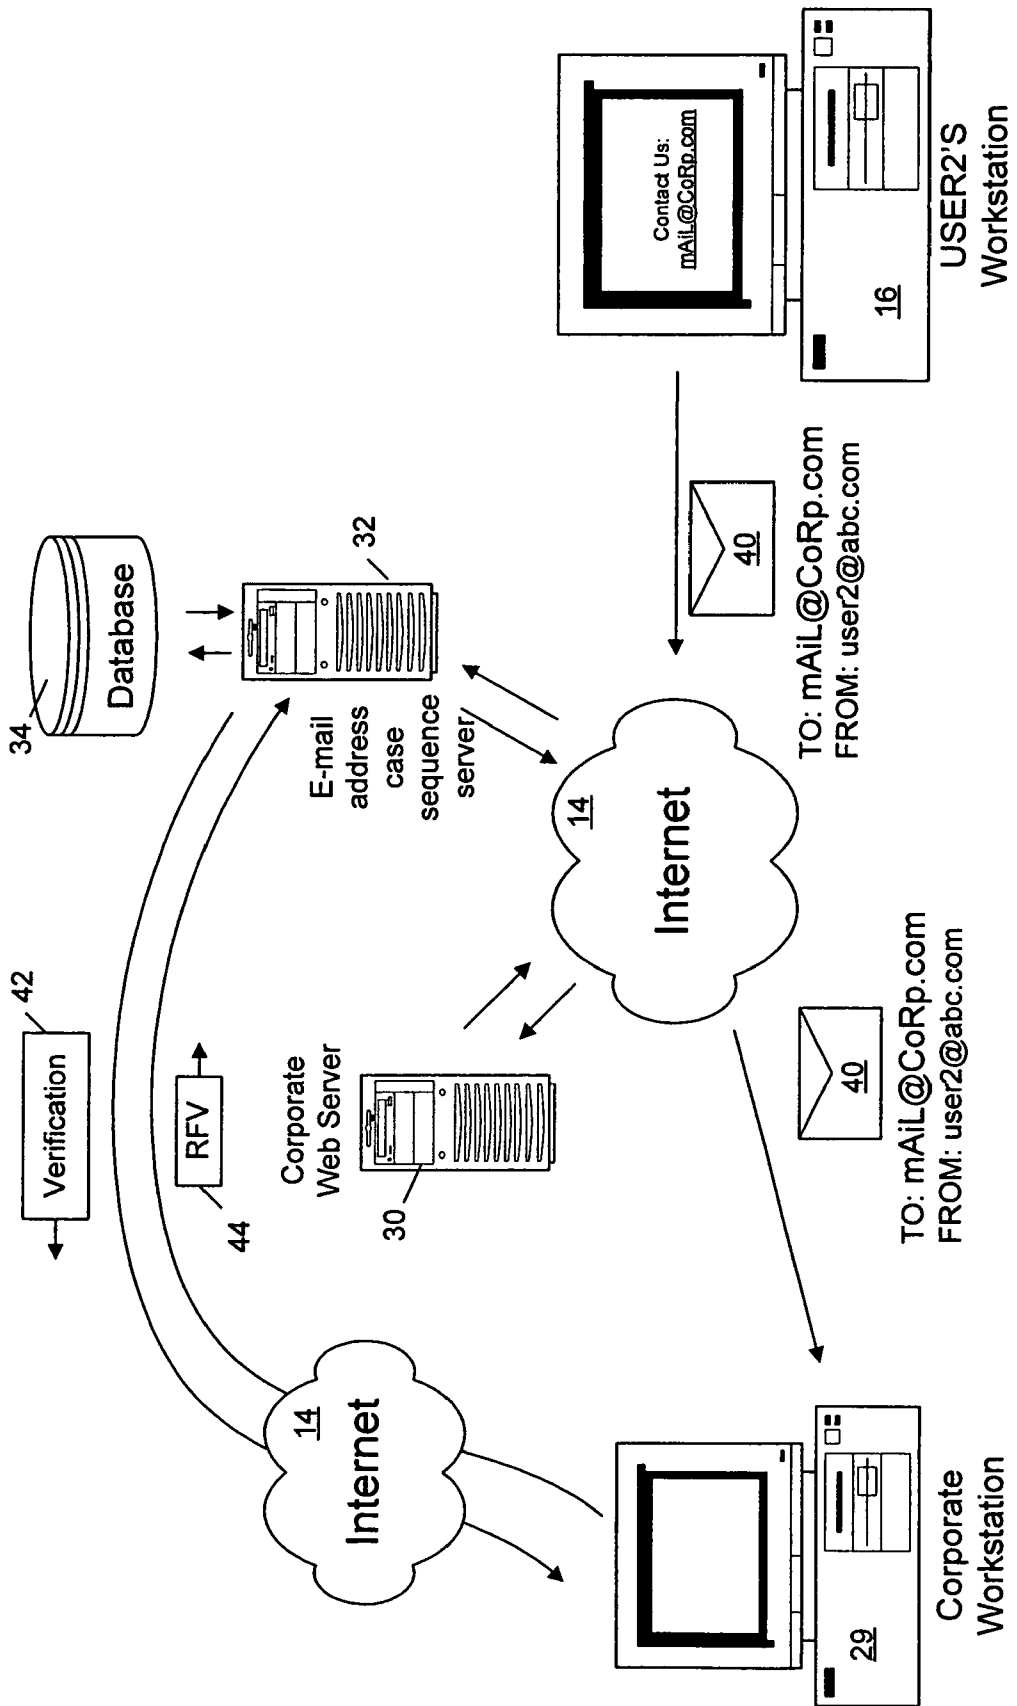 34
Database
32
E-mail
address
case
sequence
server
42
Verification
RFV
44
Corporate
Web Server
30
14
Internet
14
Internet
Contact Us:
mAiL@CoRp.com
16
USER2'S
Workstation
40
TO: mAiL@CoRp.com
FROM: user2@abc.com
40
TO: mAiL@CoRp.com
FROM: user2@abc.com
29
Corporate
Workstation